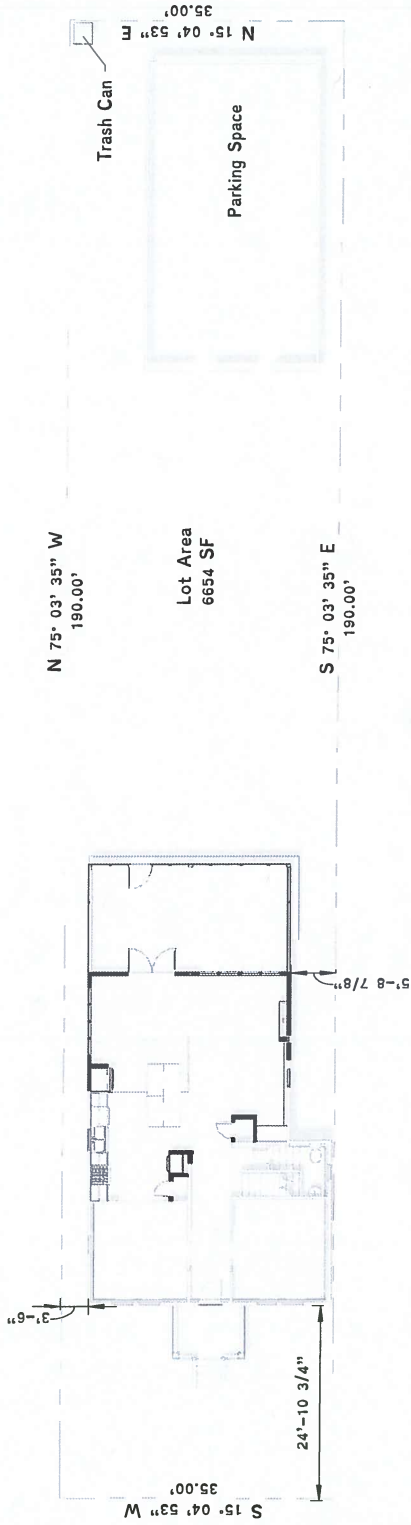 N 15° 04' 53" E
35.00'
Trash Can
Parking Space
N 75° 03' 35" W
190.00'
Lot Area
6654 SF
S 75° 03' 35" E
190.00'
5'-8 7/8"
3'-6"
24'-10 3/4"
S 15° 04' 53" W
35.00'